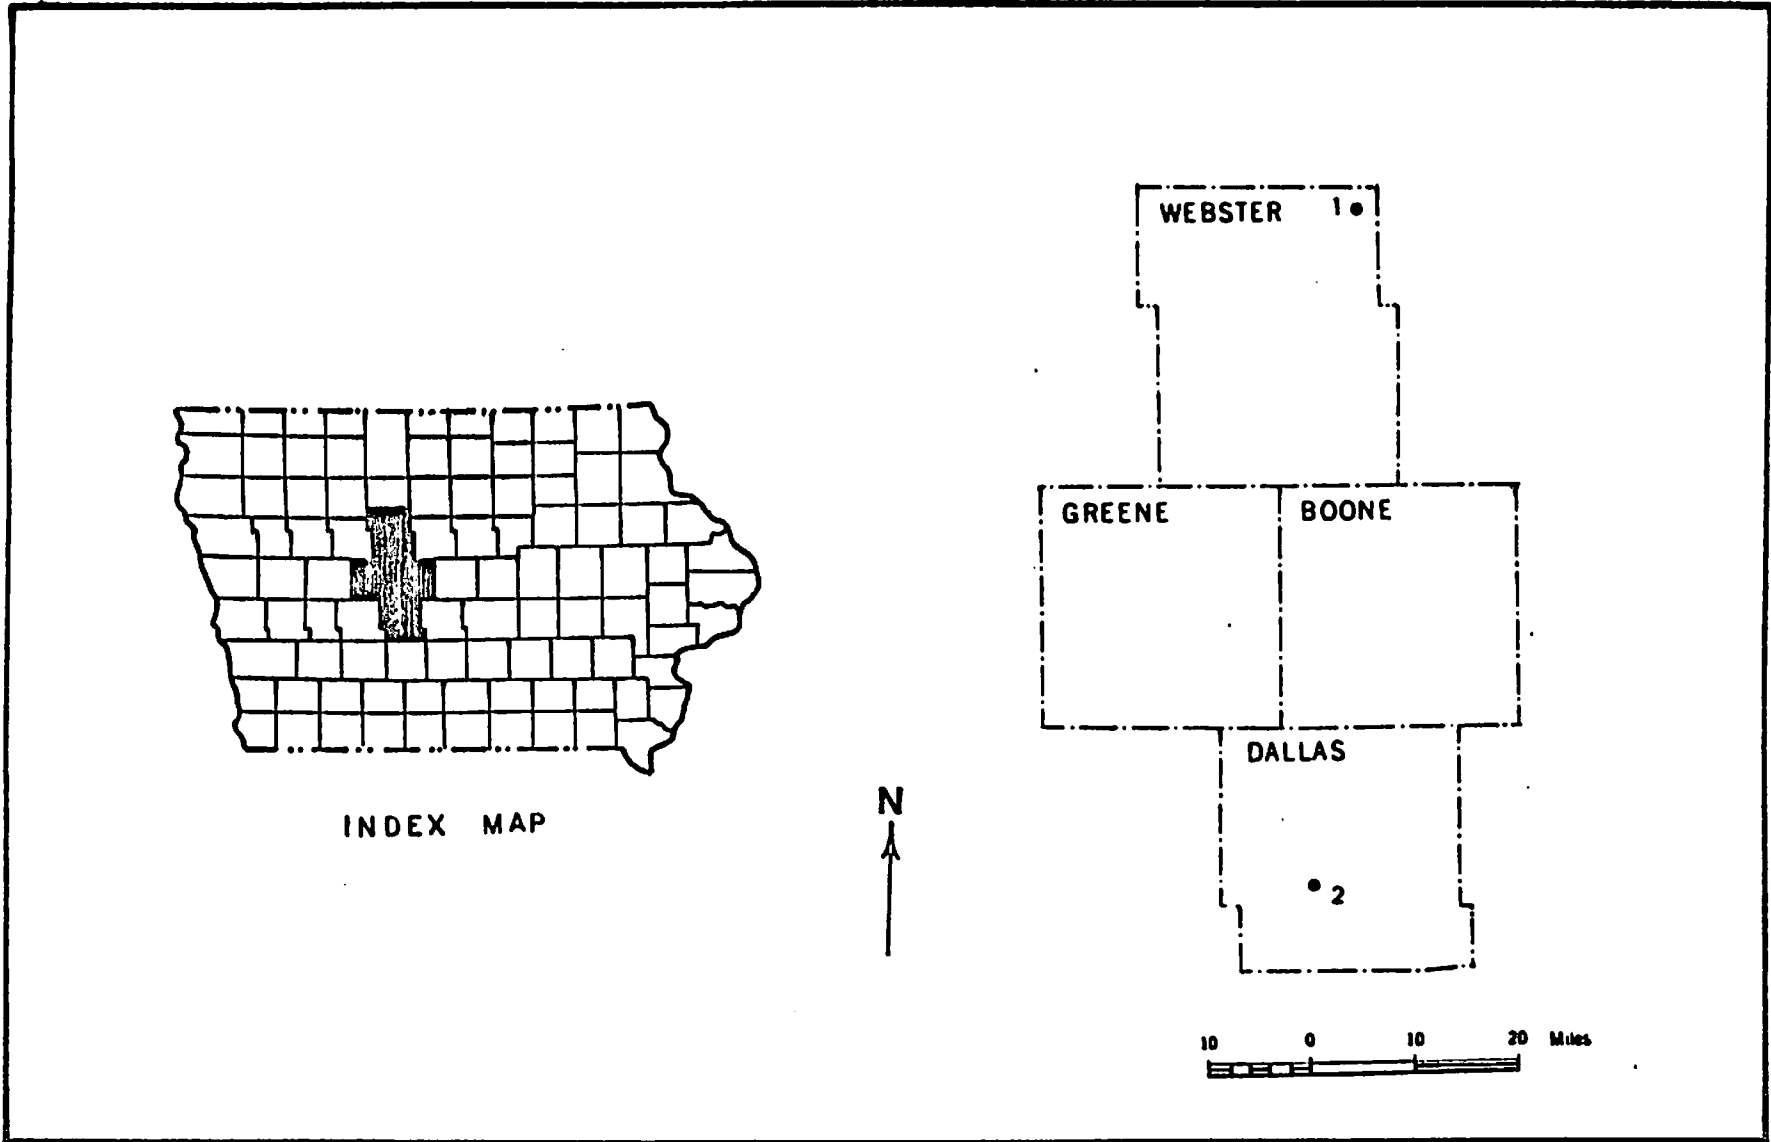 WEBSTER 1
GREENE
BOONE
DALLAS
2
INDEX MAP
N
10 0 10 20 Miles